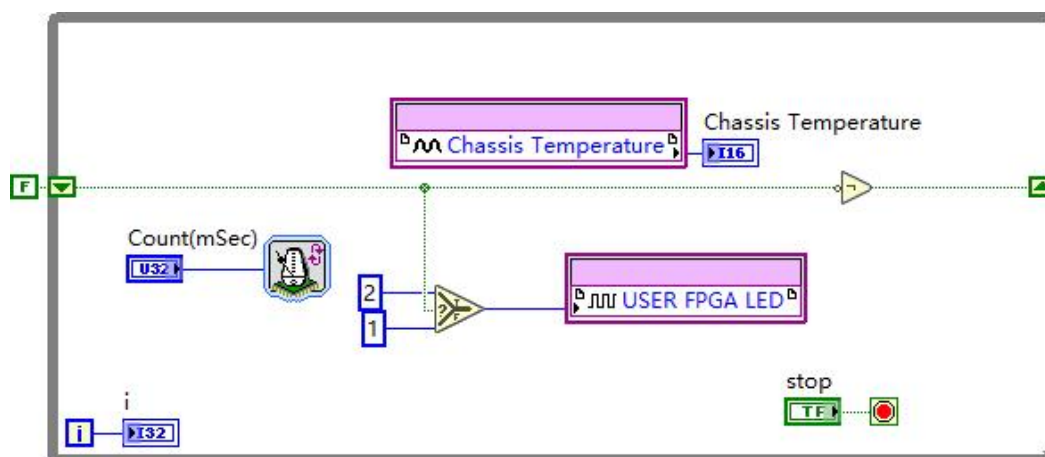 Chassis Temperature
Chassis Temperature
I16
F
Count(mSec)
U32
2
?
T
F
1
USER FPGA LED
stop
TF
i
i
I32